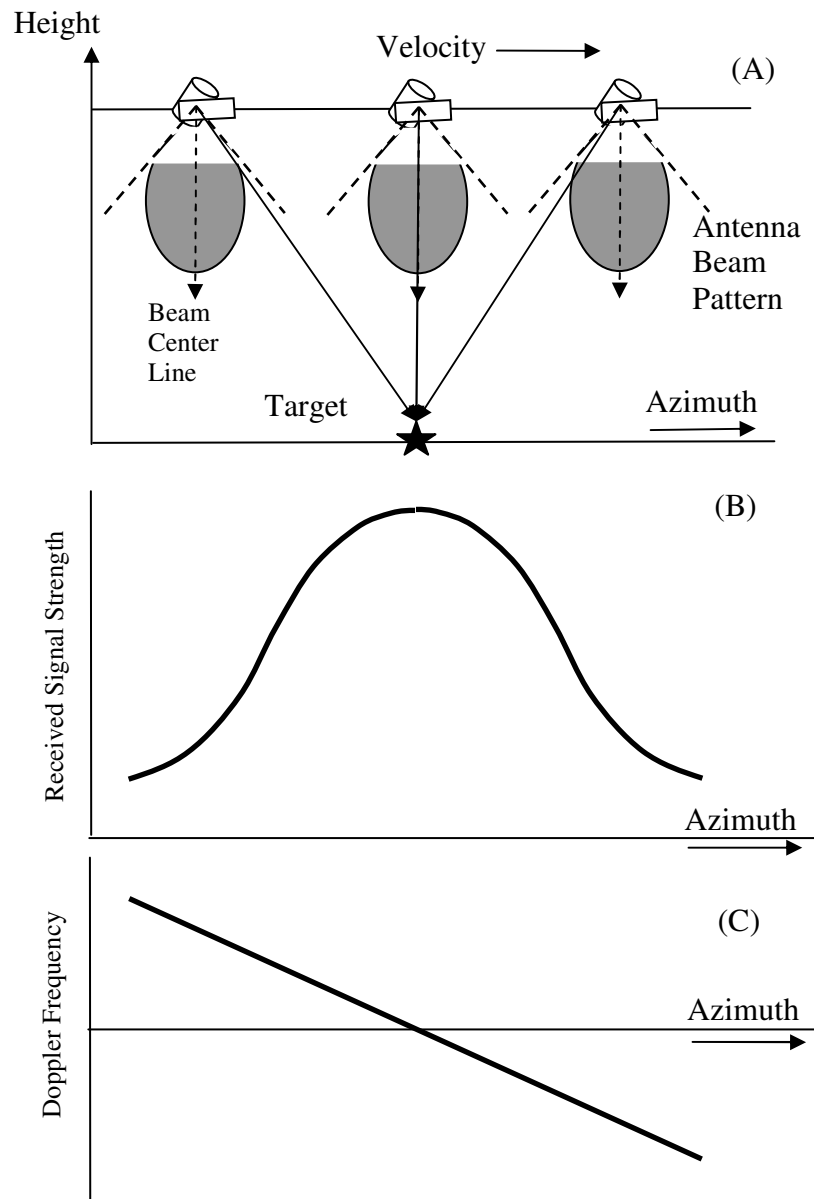 Height
Velocity
(A)
Antenna
Beam
Pattern
Beam
Center
Line
Target
Azimuth
(B)
Received Signal Strength
Azimuth
(C)
Doppler Frequency
Azimuth